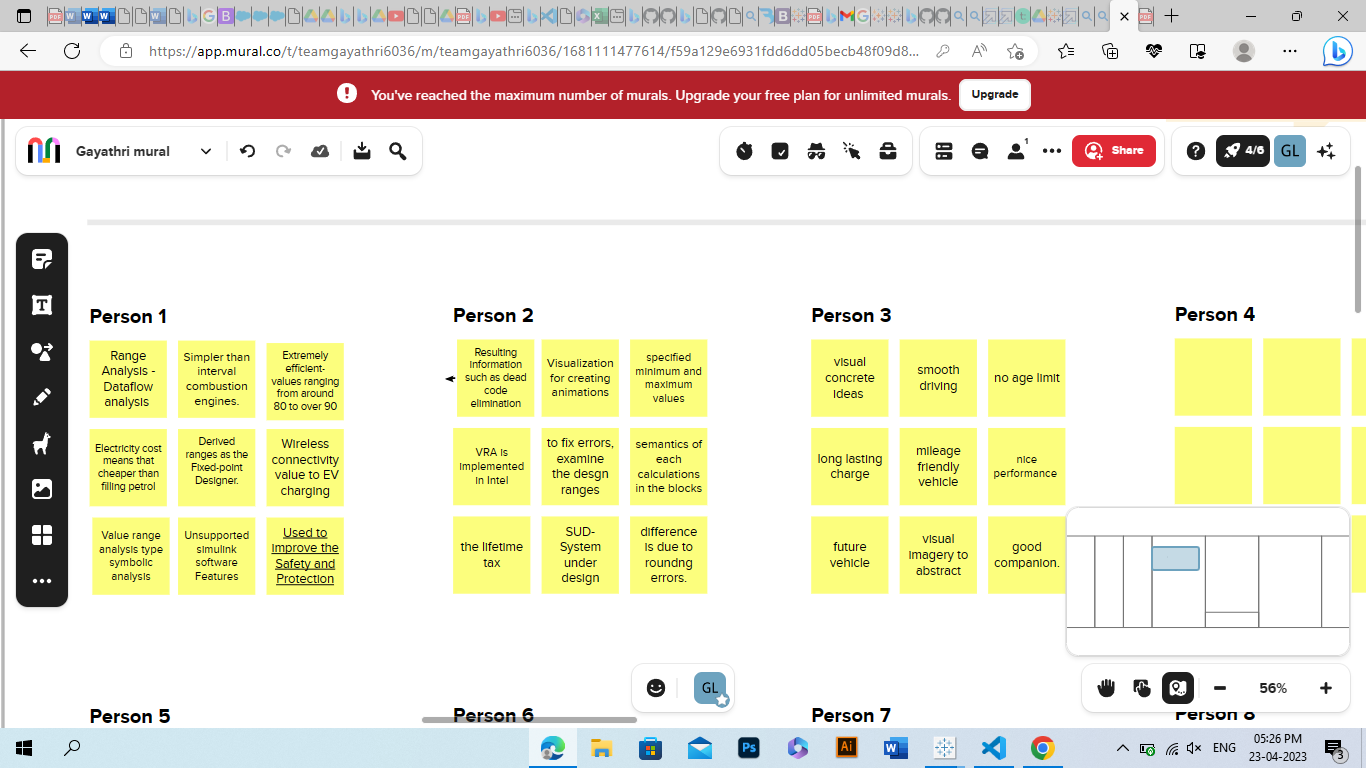 https://app.mural.co/t/teamgayathri6036/m/teamgayathri6036/1681111477614/f59a129e6931fdd6dd05becb48f09d8...
You've reached the maximum number of murals. Upgrade your free plan for unlimited murals.
Upgrade
Gayathri mural
1
Share
4/6
GL
Person 1
Range
Analysis -
Dataflow
analysis
Simpler than
interval
combustion
engines.
Extremely
efficient-
values ranging
from around
80 to over 90
Electricity cost
means that
cheaper than
filling petrol
Derived
ranges as the
Fixed-point
Designer.
Wireless
connectivity
value to EV
charging
Value range
analysis type
symbolic
analysis
Unsupported
simulink
software
Features
Used to
improve the
Safety and
Protection
Person 2
Resulting
information
such as dead
code
elimination
Visualization
for creating
animations
specified
minimum and
maximum
values
VRA is
implemented
in Intel
to fix errors,
examine
the desgn
ranges
semantics of
each
calculations
in the blocks
the lifetime
tax
SUD-
System
under
design
difference
is due to
roundng
errors.
Person 3
visual
concrete
ideas
smooth
driving
no age limit
long lasting
charge
mileage
friendly
vehicle
nice
performance
future
vehicle
visual
imagery to
abstract
good
companion.
Person 4
GL
56%
Person 5
Person 6
Person 7
Person 8
ENG
05:26 PM
23-04-2023
3